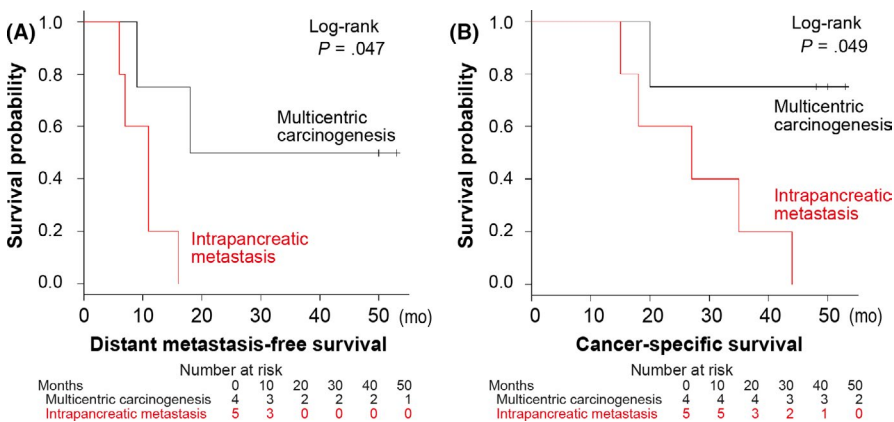 (A)
Survival probability
1.0
0.8
0.6
0.4
0.2
0.0
Log-rank
P = .047
Multicentric
carcinogenesis
Intrapancreatic
metastasis
0 10 20 30 40 50 (mo)
Distant metastasis-free survival
Number at risk
Months 0 10 20 30 40 50
Multicentric carcinogenesis 4 3 2 2 2 1
Intrapancreatic metastasis 5 3 0 0 0 0
(B)
Survival probability
1.0
0.8
0.6
0.4
0.2
0.0
Log-rank
P = .049
Multicentric
carcinogenesis
Intrapancreatic
metastasis
0 10 20 30 40 50 (mo)
Cancer-specific survival
Number at risk
Months 0 10 20 30 40 50
Multicentric carcinogenesis 4 4 4 3 3 2
Intrapancreatic metastasis 5 5 3 2 1 0